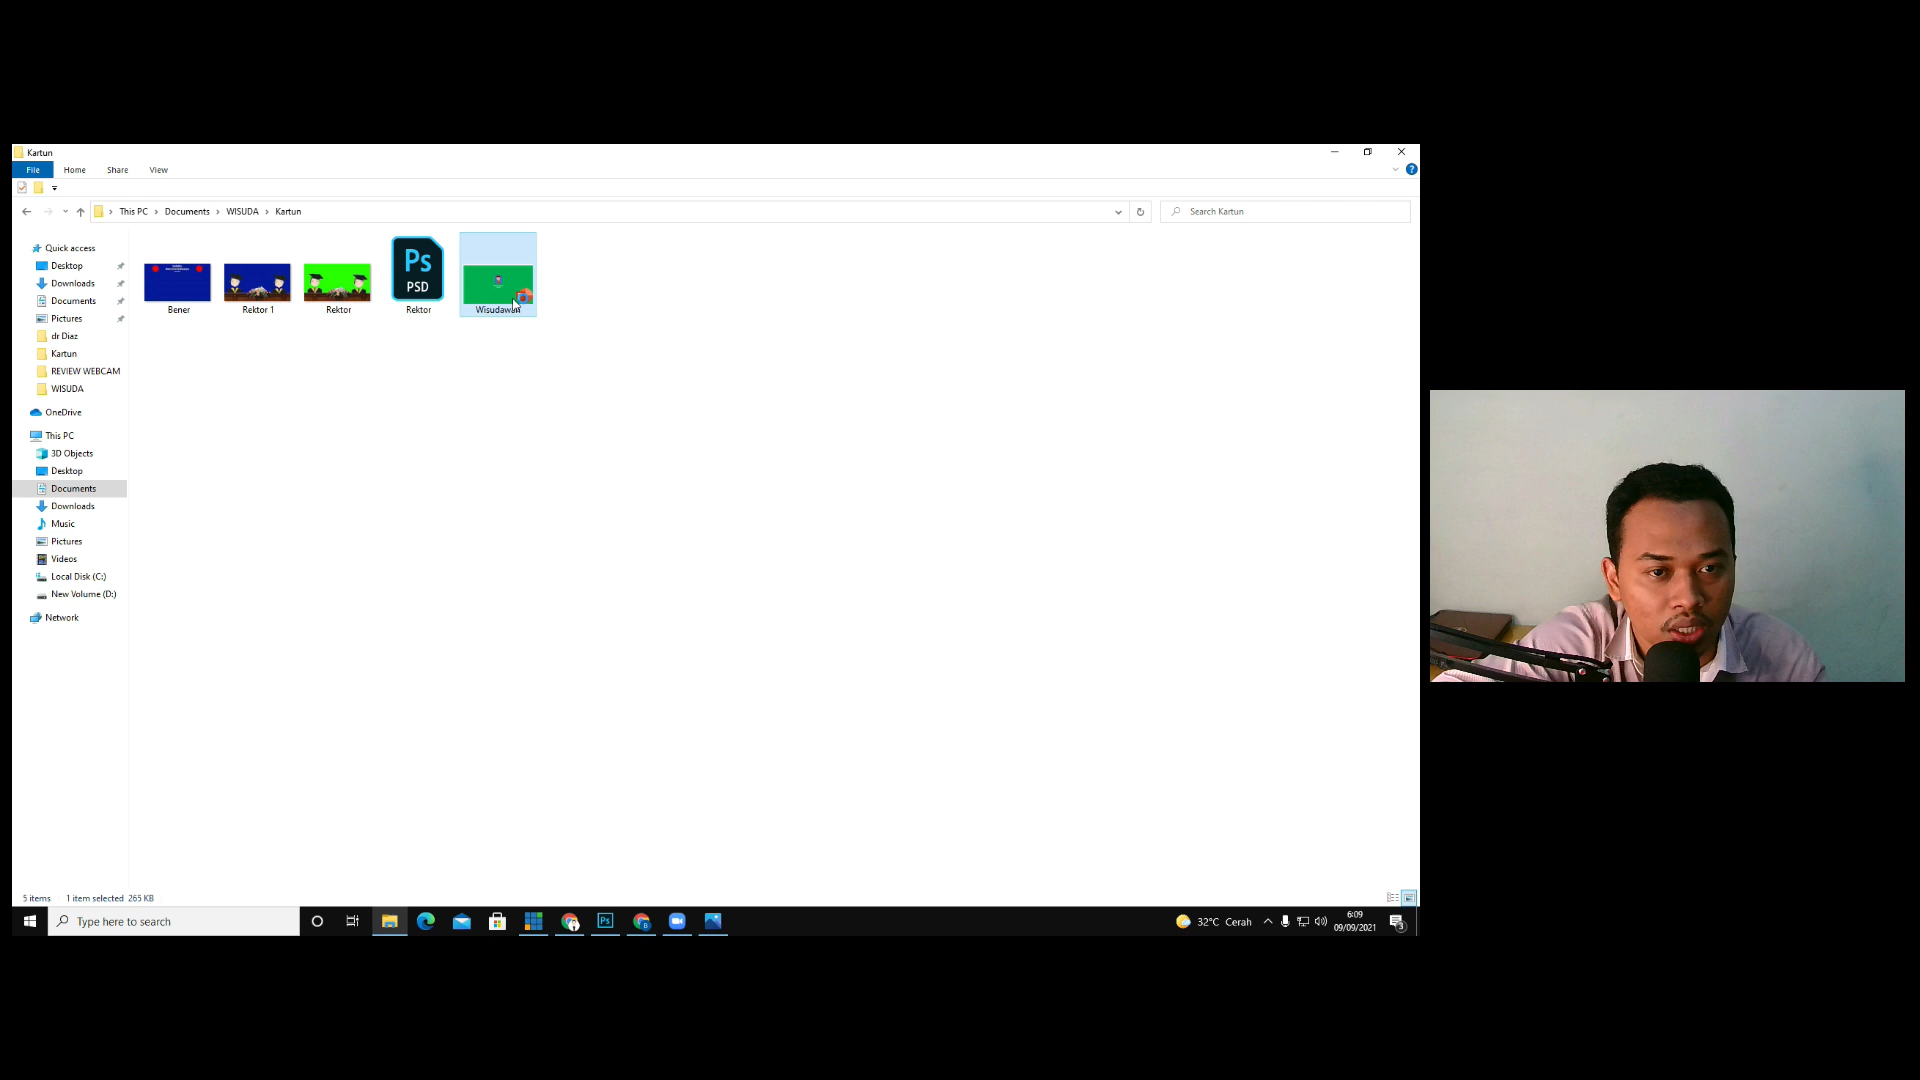 Kartun
File Home Share View
This PC Documents WISUDA Kartun
Search Kartun
Quick access
Desktop
Downloads
Documents
Pictures
dr Diaz
Kartun
REVIEW WEBCAM
WISUDA
OneDrive
This PC
3D Objects
Desktop
Documents
Downloads
Music
Pictures
Videos
Local Disk (C:)
New Volume (D:)
Network
Ps
PSD
Bener Rektor 1 Rektor Rektor Wisudawan
5 items 1 item selected 265 KB
Type here to search
Ps
32°C Cerah
6:09
09/09/2021
3